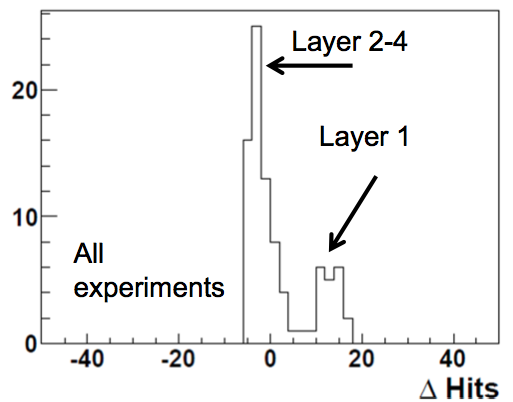 Layer 2-4
20
Layer 1
10
All
experiments
0
-40 -20 0 20 40
Δ Hits